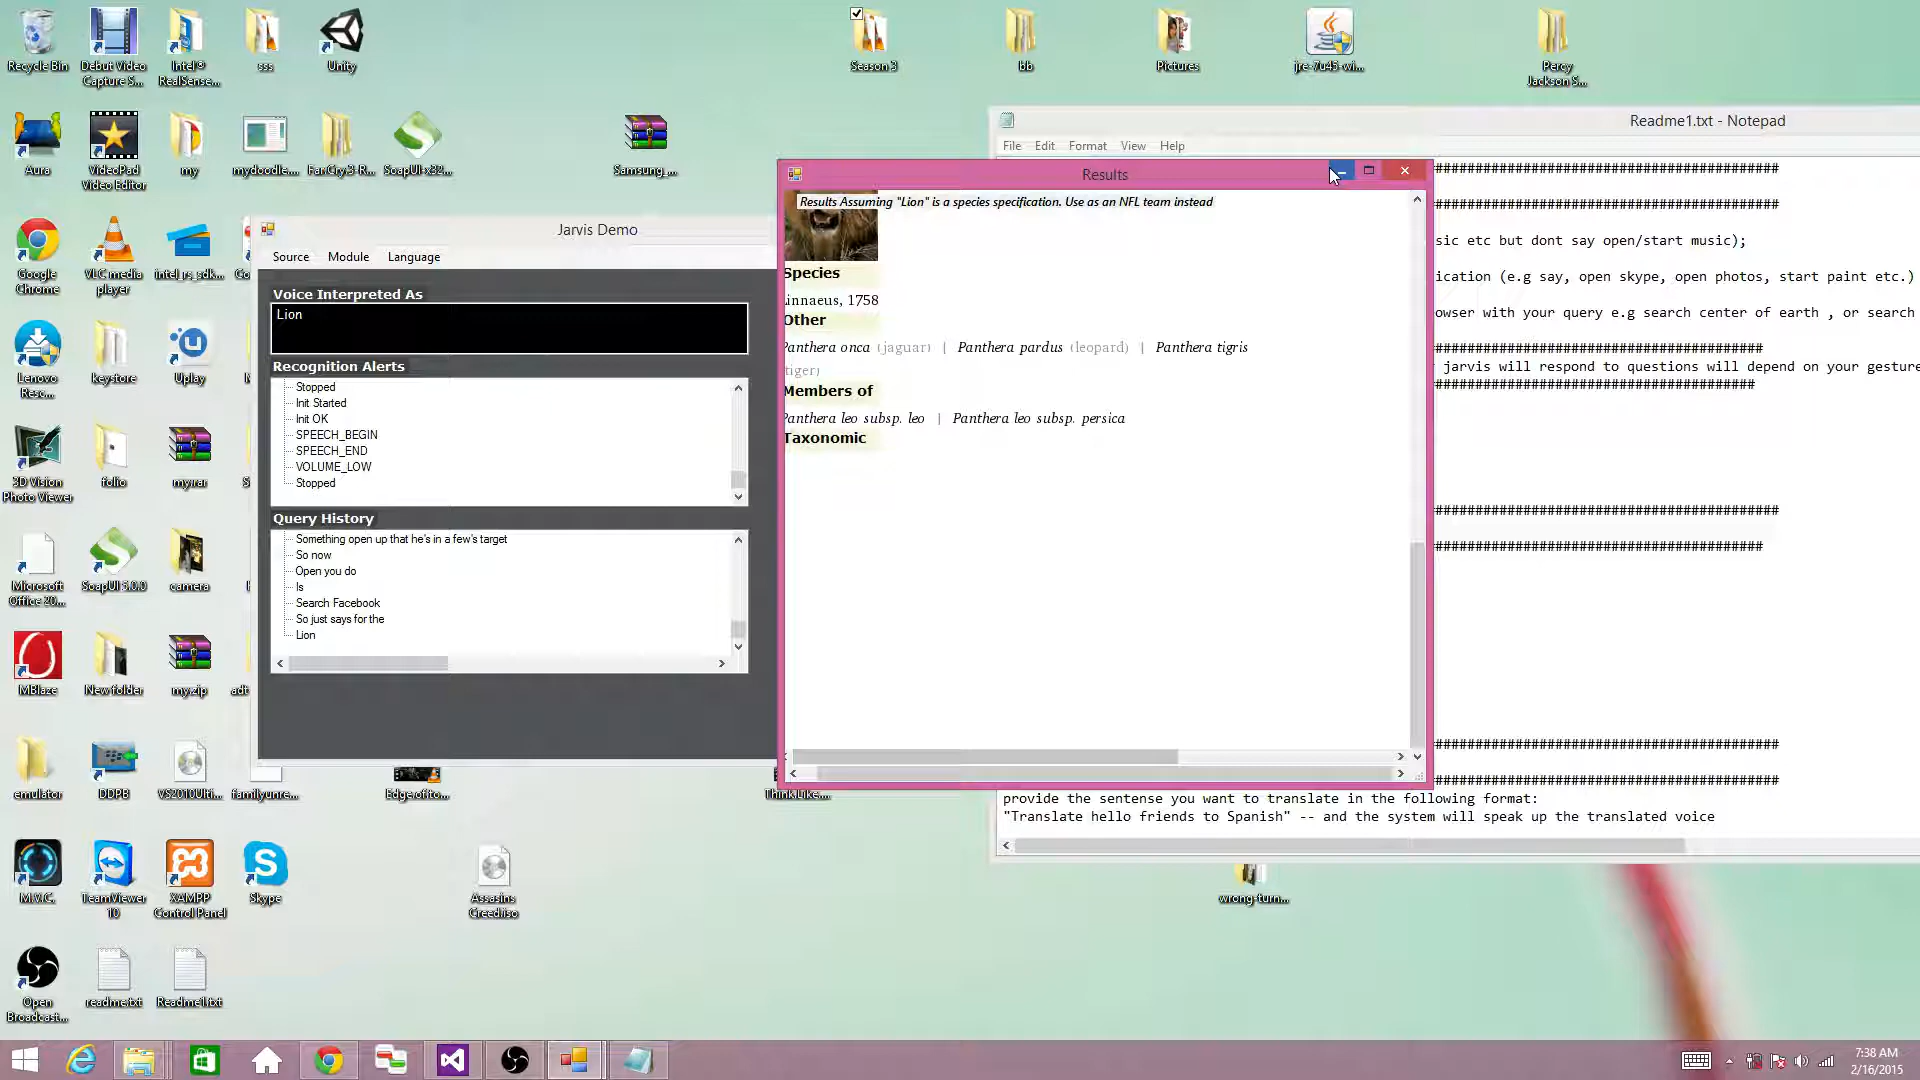 Recycle Bin
Debut Video Capture S...
Intel® RealSense...
sss
Unity
Season 3
bb
Pictures
jre-7u45-wi...
Percy Jackson S...
Aura
VideoPad Video Editor
my
mydoodle....
FarCry3-R...
SoapUI-x32...
Samsung_...
Google Chrome
VLC media player
intel_rs_sdk...
Lenovo Resc...
keystore
Uplay
3D Vision Photo Viewer
folio
my.rar
Microsoft Office 20...
SoapUI 5.0.0
camera
MBlaze
New folder
my.zip
adt
emulator
DDPB
VS2010Ulti...
familyunre...
Edge.of.to...
Think.Like....
M.V.C.
TeamViewer 10
XAMPP Control Panel
Skype
Assasins Creed.iso
wrong-turn...
Open Broadcast...
readme.txt
Readme1.txt
Readme1.txt - Notepad
File Edit Format View Help
###########################################
###########################################
sic etc but dont say open/start music);
ication (e.g say, open skype, open photos, start paint etc.)
owser with your query e.g search center of earth , or search
#########################################
jarvis will respond to questions will depend on your gesture
########################################
###########################################
#########################################
###########################################
###########################################
provide the sentence you want to translate in the following format:
"Translate hello friends to Spanish" -- and the system will speak up the translated voice
Jarvis Demo
Source Module Language
Voice Interpreted As
Lion
Recognition Alerts
Stopped
Init Started
Init OK
SPEECH_BEGIN
SPEECH_END
VOLUME_LOW
Stopped
Query History
Something open up that he's in a few's target
So now
Open you do
Is
Search Facebook
So just says for the
Lion
Results
Results Assuming "Lion" is a species specification. Use as an NFL team instead
Species
Linnaeus, 1758
Other
Panthera onca (jaguar) | Panthera pardus (leopard) | Panthera tigris
tiger)
Members of
Panthera leo subsp. leo | Panthera leo subsp. persica
Taxonomic
7:38 AM
2/16/2015